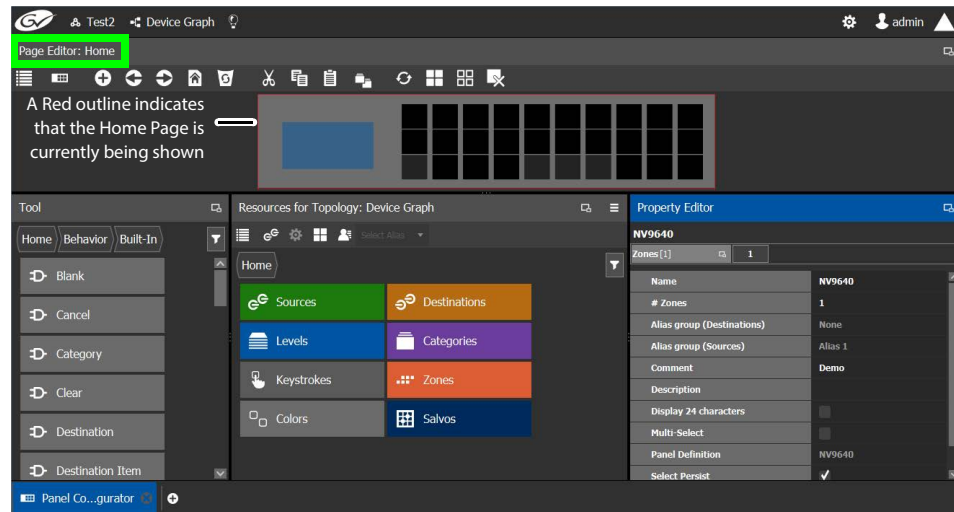 GV Test2 Device Graph admin
Page Editor: Home
A Red outline indicates
that the Home Page is
currently being shown
Tool
Home Behavior Built-In
Blank
Cancel
Category
Clear
Destination
Destination Item
Resources for Topology: Device Graph
Select Alias
Home
Sources Destinations
Levels Categories
Keystrokes Zones
Colors Salvos
Property Editor
NV9640
Zones[1] 1
Name NV9640
# Zones 1
Alias group (Destinations) None
Alias group (Sources) Alias 1
Comment Demo
Description
Display 24 characters
Multi-Select
Panel Definition NV9640
Select Persist
Panel Co...gurator